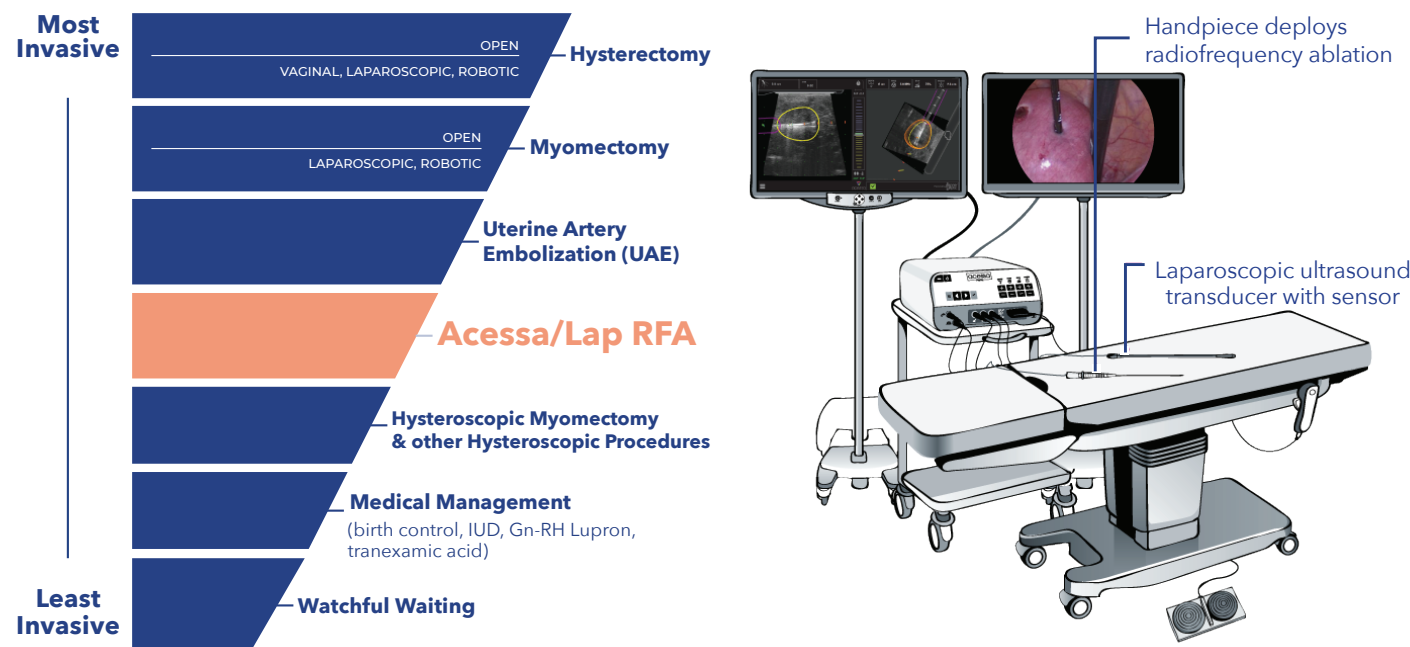 Most
Invasive
OPEN
VAGINAL, LAPAROSCOPIC, ROBOTIC
Hysterectomy
OPEN
LAPAROSCOPIC, ROBOTIC
Myomectomy
Uterine Artery
Embolization (UAE)
Acessa/Lap RFA
Hysteroscopic Myomectomy
& other Hysteroscopic Procedures
Medical Management
(birth control, IUD, Gn-RH Lupron,
tranexamic acid)
Least
Invasive
Watchful Waiting
Handpiece deploys
radiofrequency ablation
Laparoscopic ultrasound
transducer with sensor
acessa